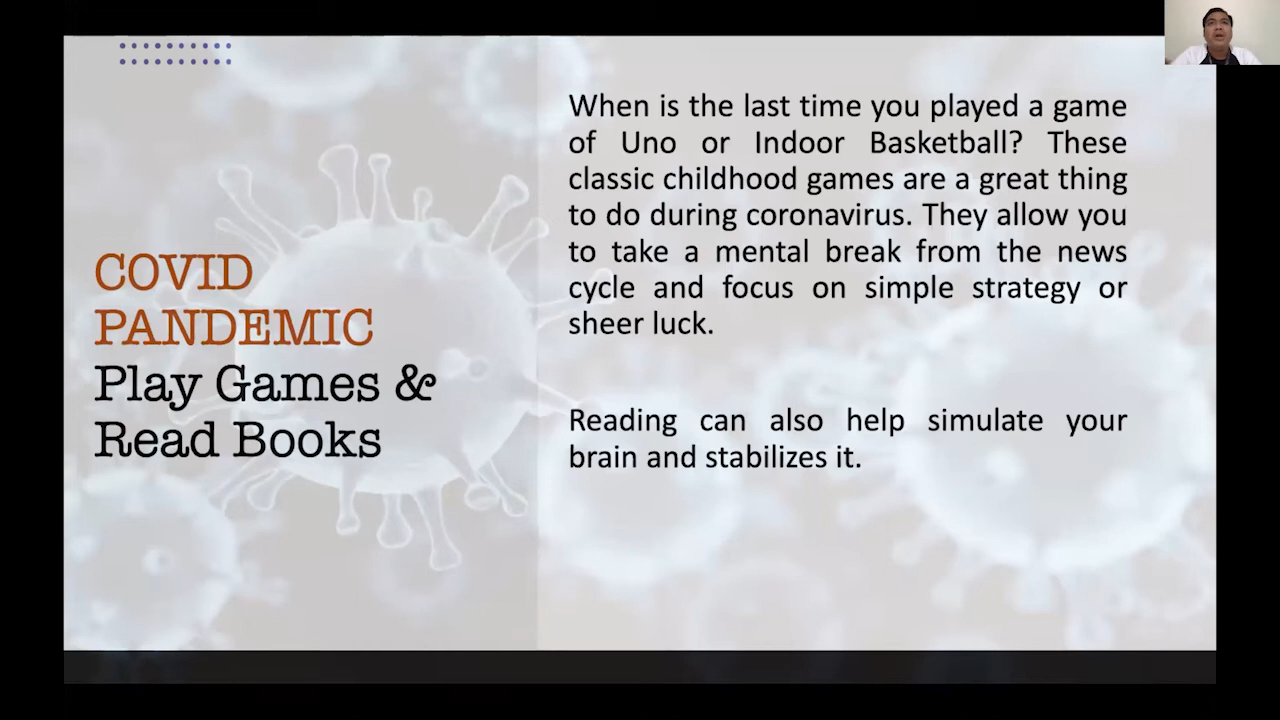 COVID
PANDEMIC
Play Games &
Read Books
When is the last time you played a game
of Uno or Indoor Basketball? These
classic childhood games are a great thing
to do during coronavirus. They allow you
to take a mental break from the news
cycle and focus on simple strategy or
sheer luck.
Reading can also help simulate your
brain and stabilizes it.